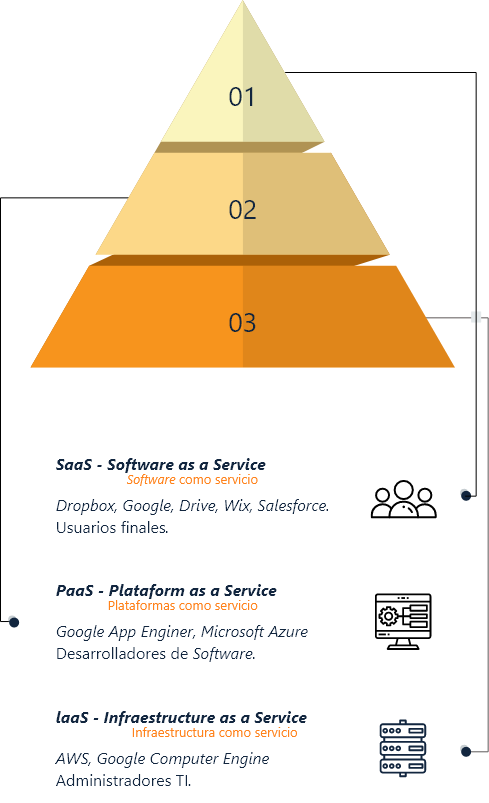 01
02
03
SaaS - Software as a Service
Software como servicio
Dropbox, Google, Drive, Wix, Salesforce.
Usuarios finales.
PaaS - Plataform as a Service
Plataformas como servicio
Google App Enginer, Microsoft Azure
Desarrolladores de Software.
laaS - Infraestructure as a Service
Infraestructura como servicio
AWS, Google Computer Engine
Administradores TI.